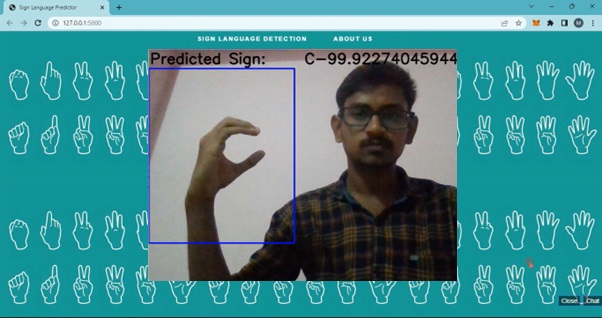 Sign Language Predictor
127.0.0.1:5000
SIGN LANGUAGE DETECTION ABOUT US
Predicted Sign: C-99.92274045944
Close Chat